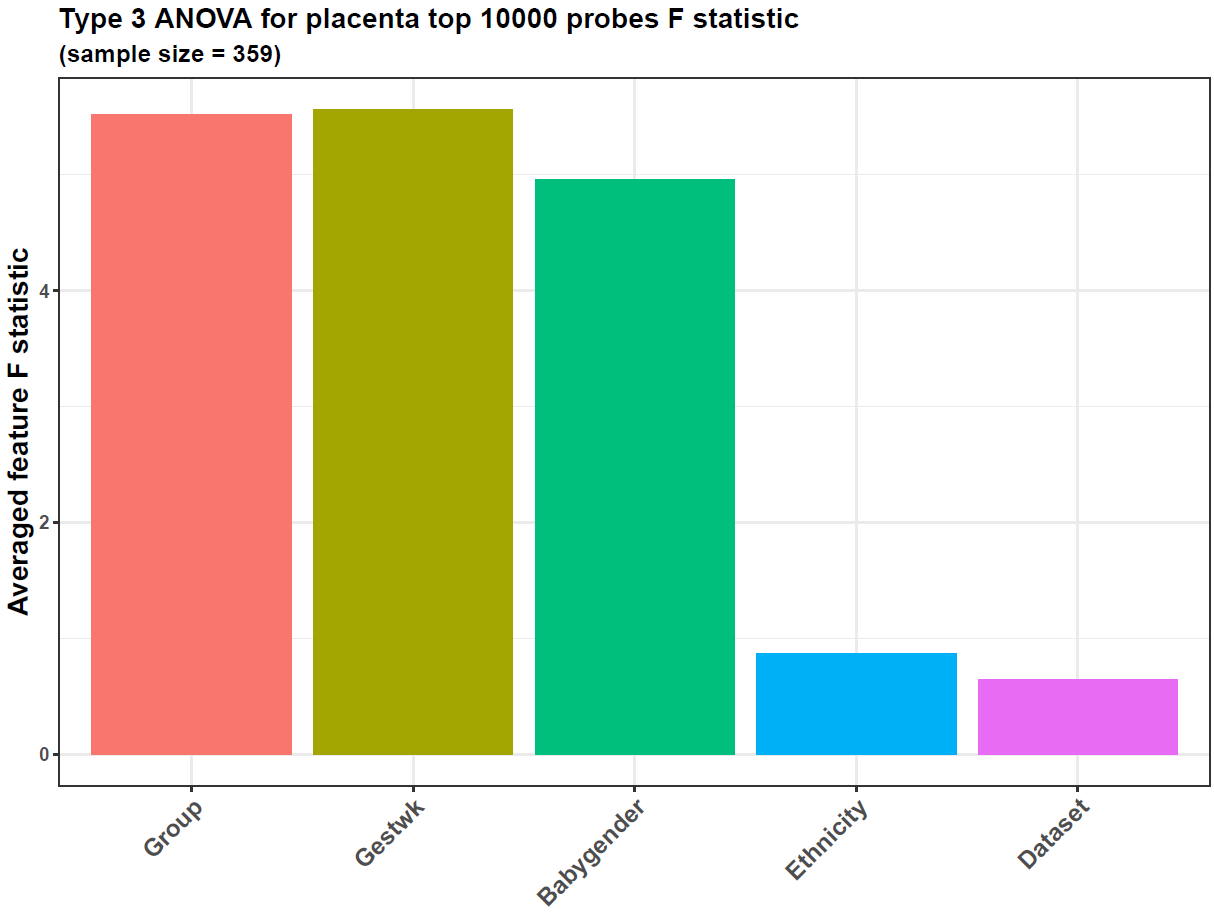 Type 3 ANOVA for placenta top 10000 probes F statistic
(sample size = 359)
Averaged feature F statistic
4
2
0
Group
Gestwk
Babygender
Ethnicity
Dataset